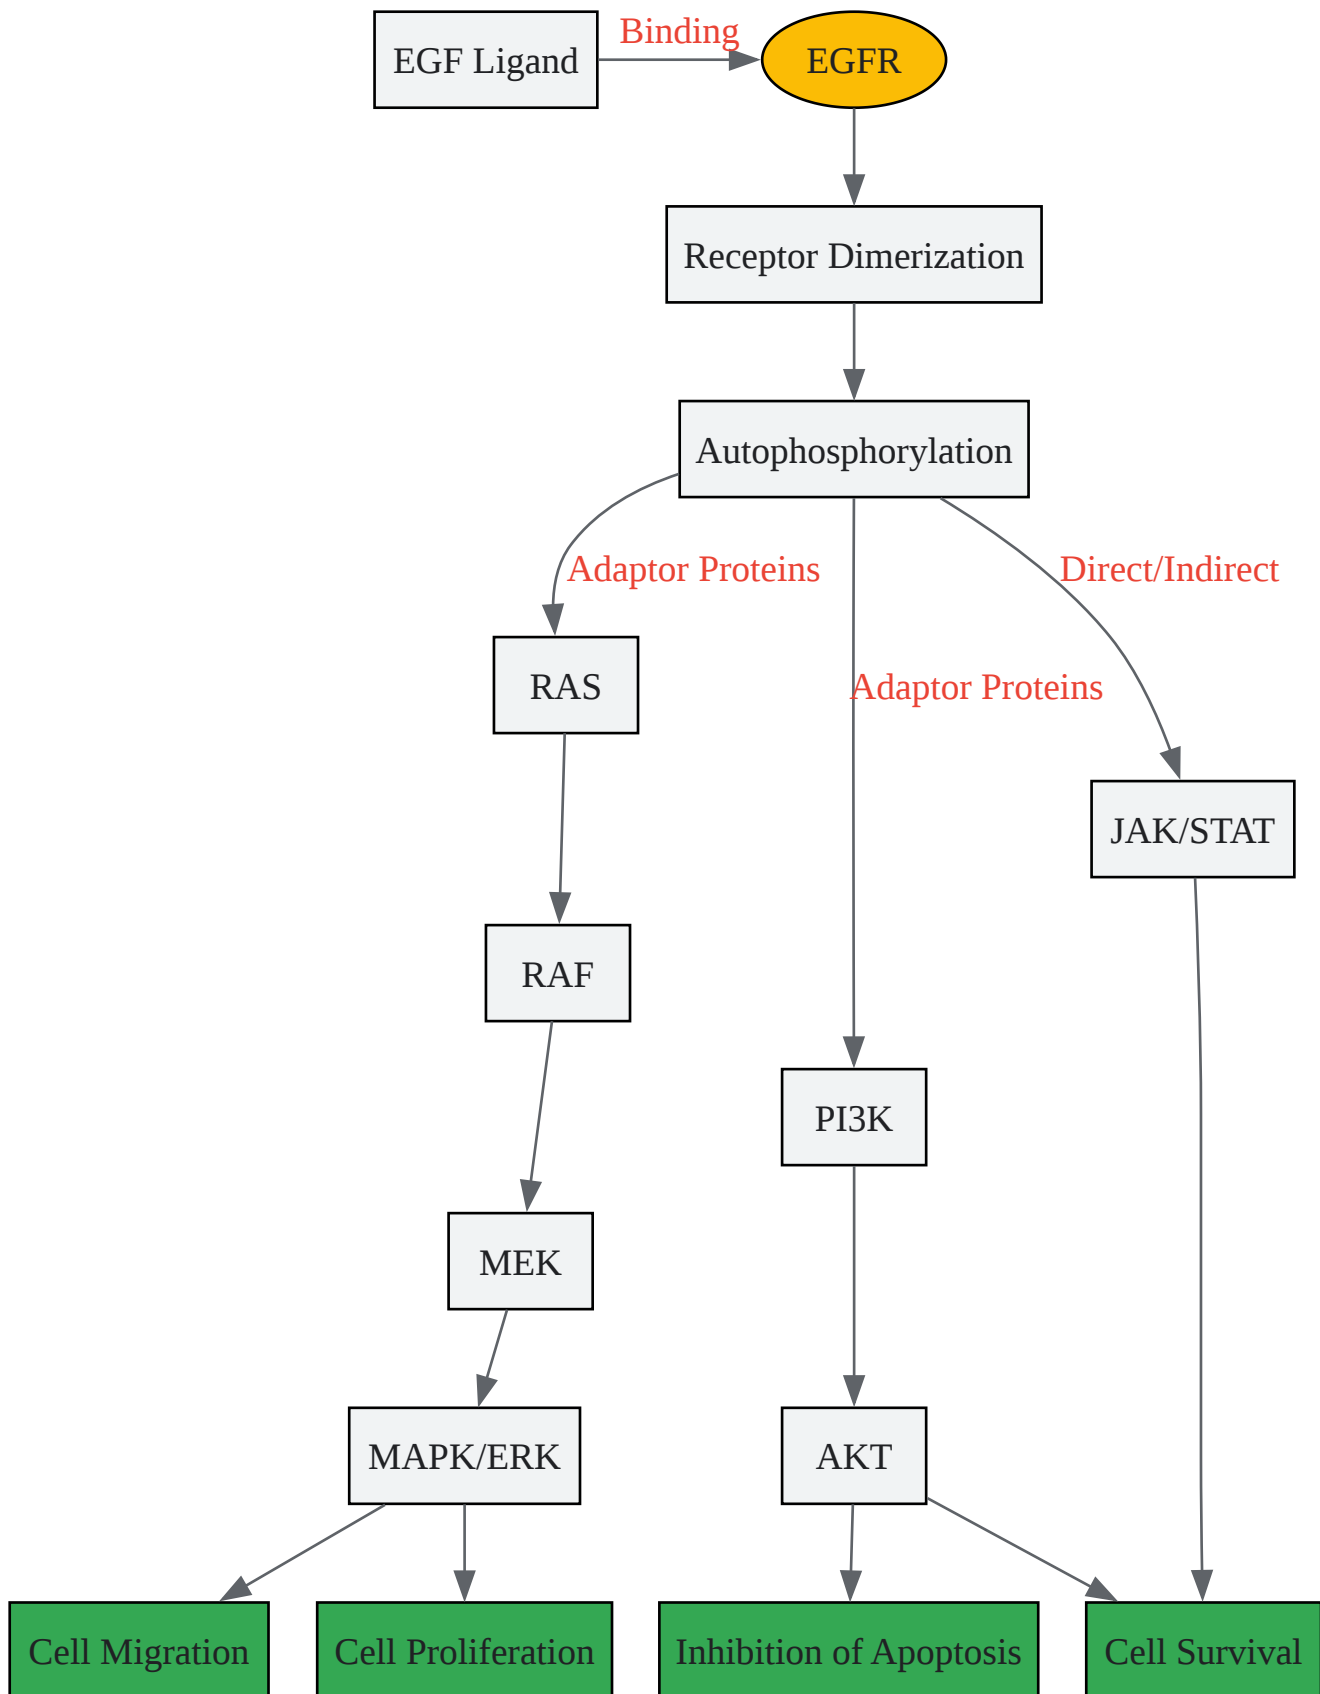 Binding
EGF Ligand
EGFR
Receptor Dimerization
Autophosphorylation
Adaptor Proteins
Direct/Indirect
RAS
Adaptor Proteins
JAK/STAT
RAF
PI3K
MEK
MAPK/ERK
AKT
Cell Migration
Cell Proliferation
Inhibition of Apoptosis
Cell Survival